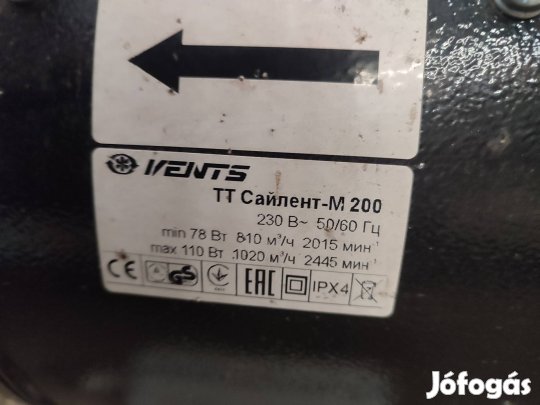 VENTS
ТТ Сайлент-М 200
230 В~ 50/60 Гц
min 78 Вт 810 м³/ч 2015 мин⁻¹
max 110 Вт 1020 м³/ч 2445 мин⁻¹
CE GS EAC IPX4
Jófogás